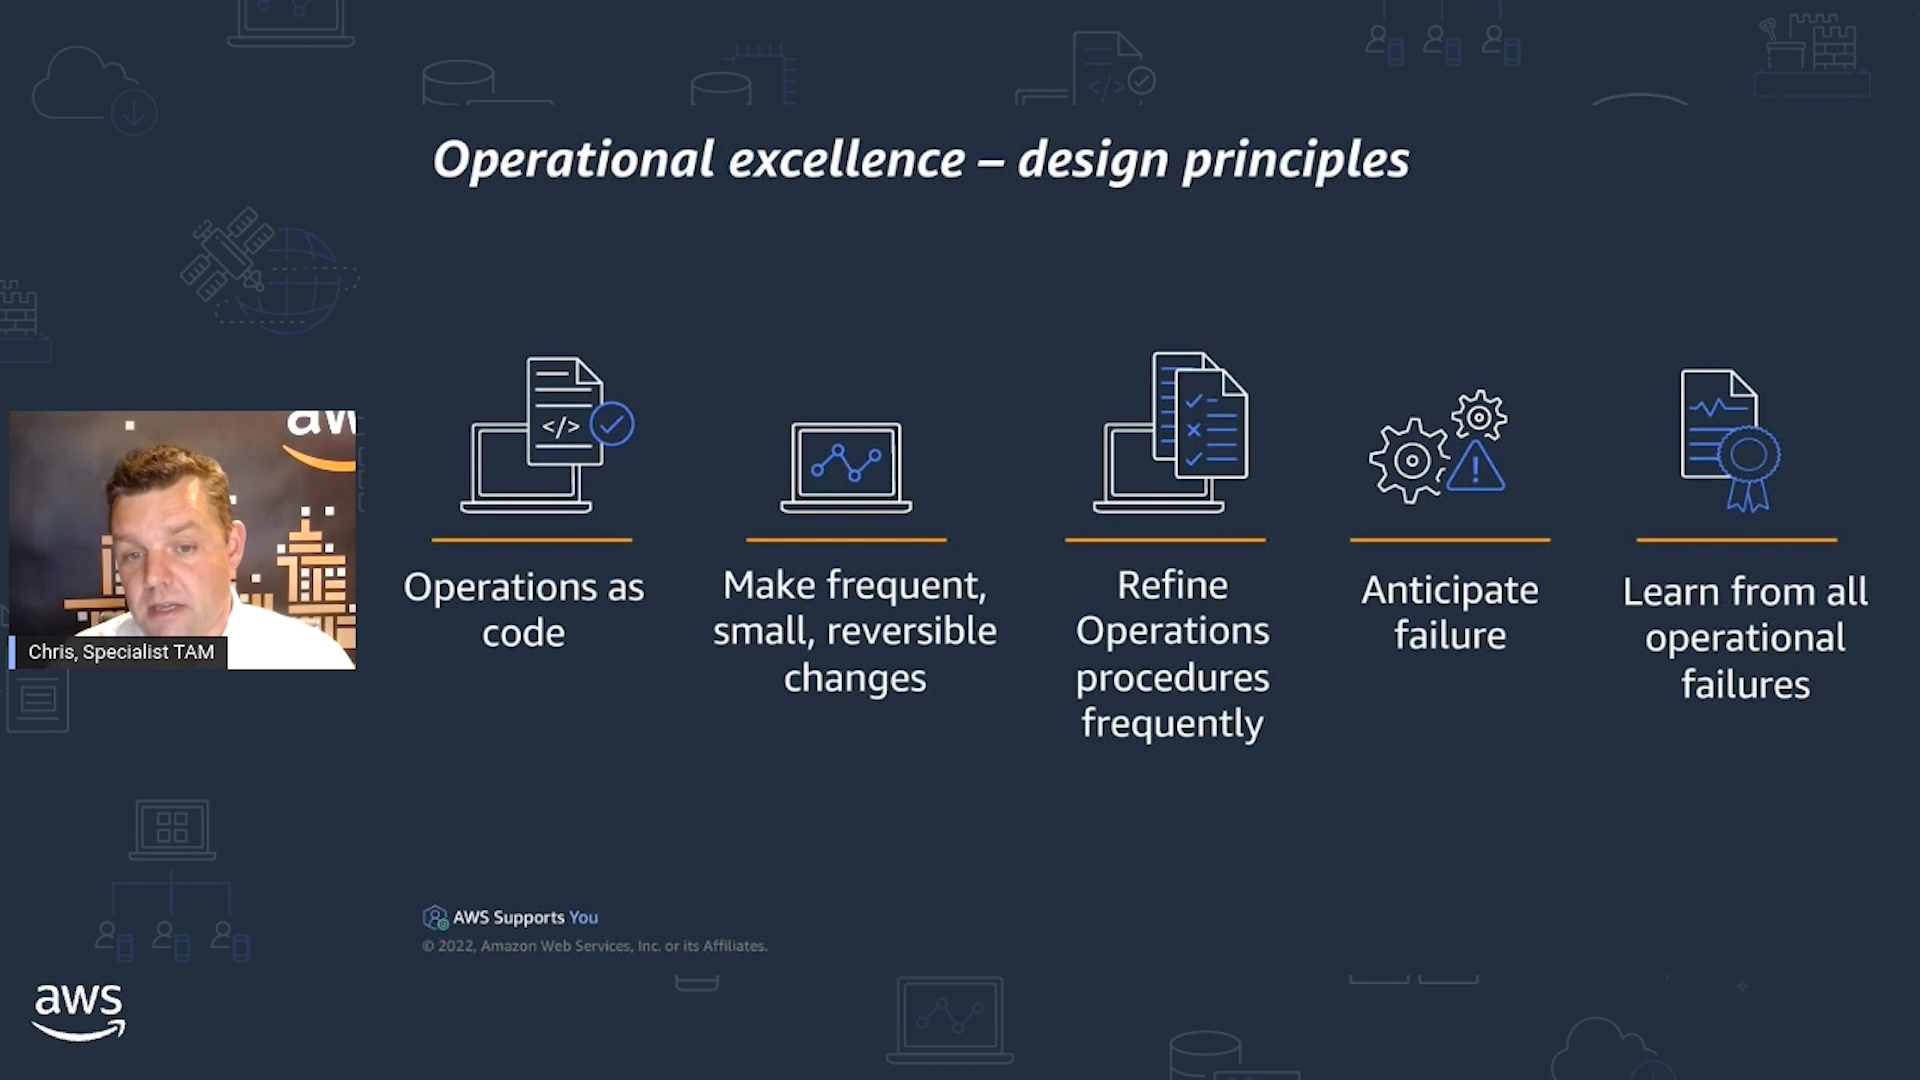 Operational excellence – design principles
aw
Chris, Specialist TAM
</>
Operations as
code
Make frequent,
small, reversible
changes
Refine
Operations
procedures
frequently
!
Anticipate
failure
Learn from all
operational
failures
AWS Supports You
© 2022, Amazon Web Services, Inc. or its Affiliates.
aws